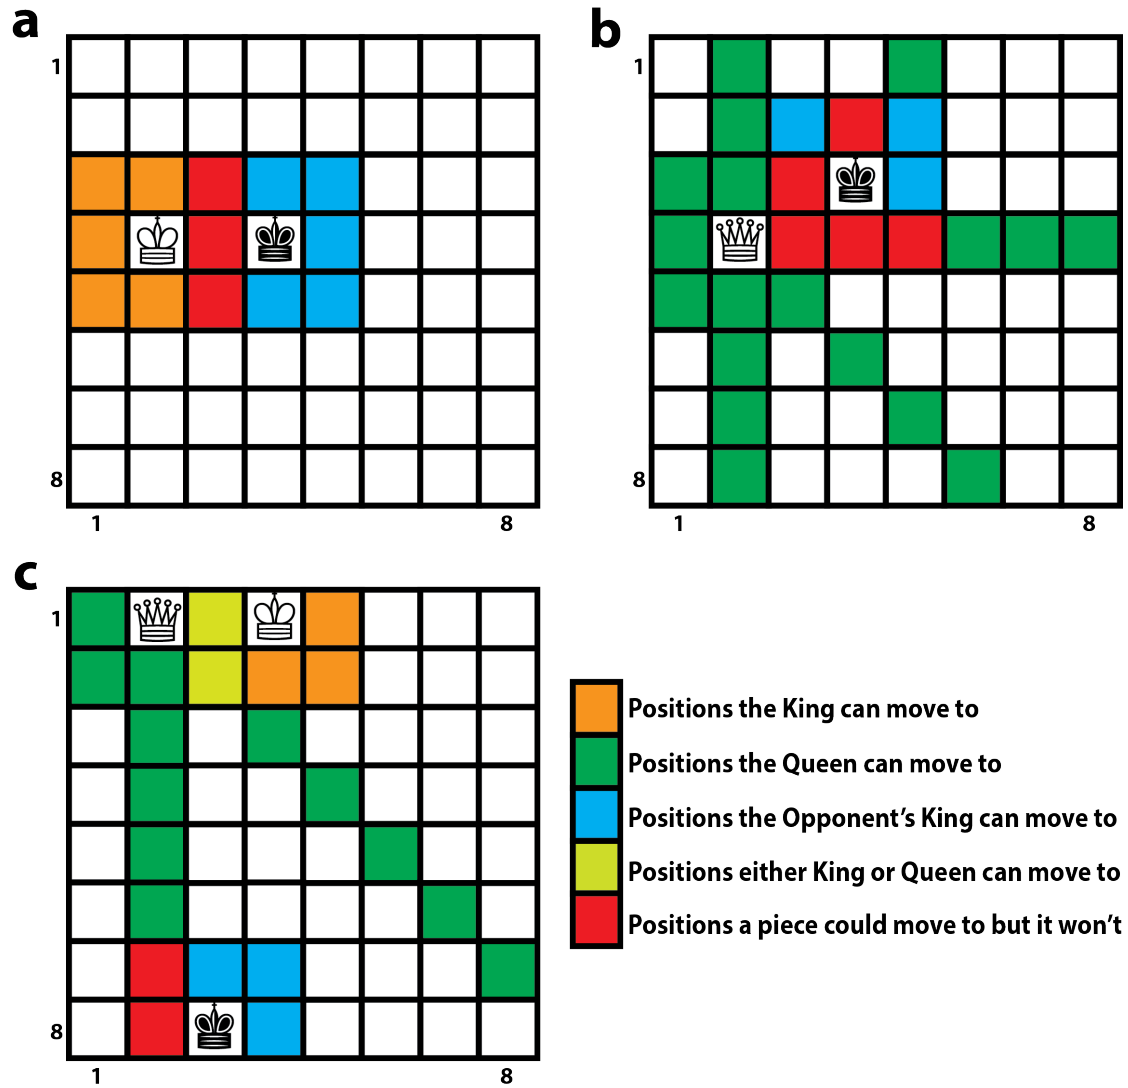 a
b
1
1
8
8
1 8
1 8
c
1
8
1 8
Positions the King can move to
Positions the Queen can move to
Positions the Opponent's King can move to
Positions either King or Queen can move to
Positions a piece could move to but it won't